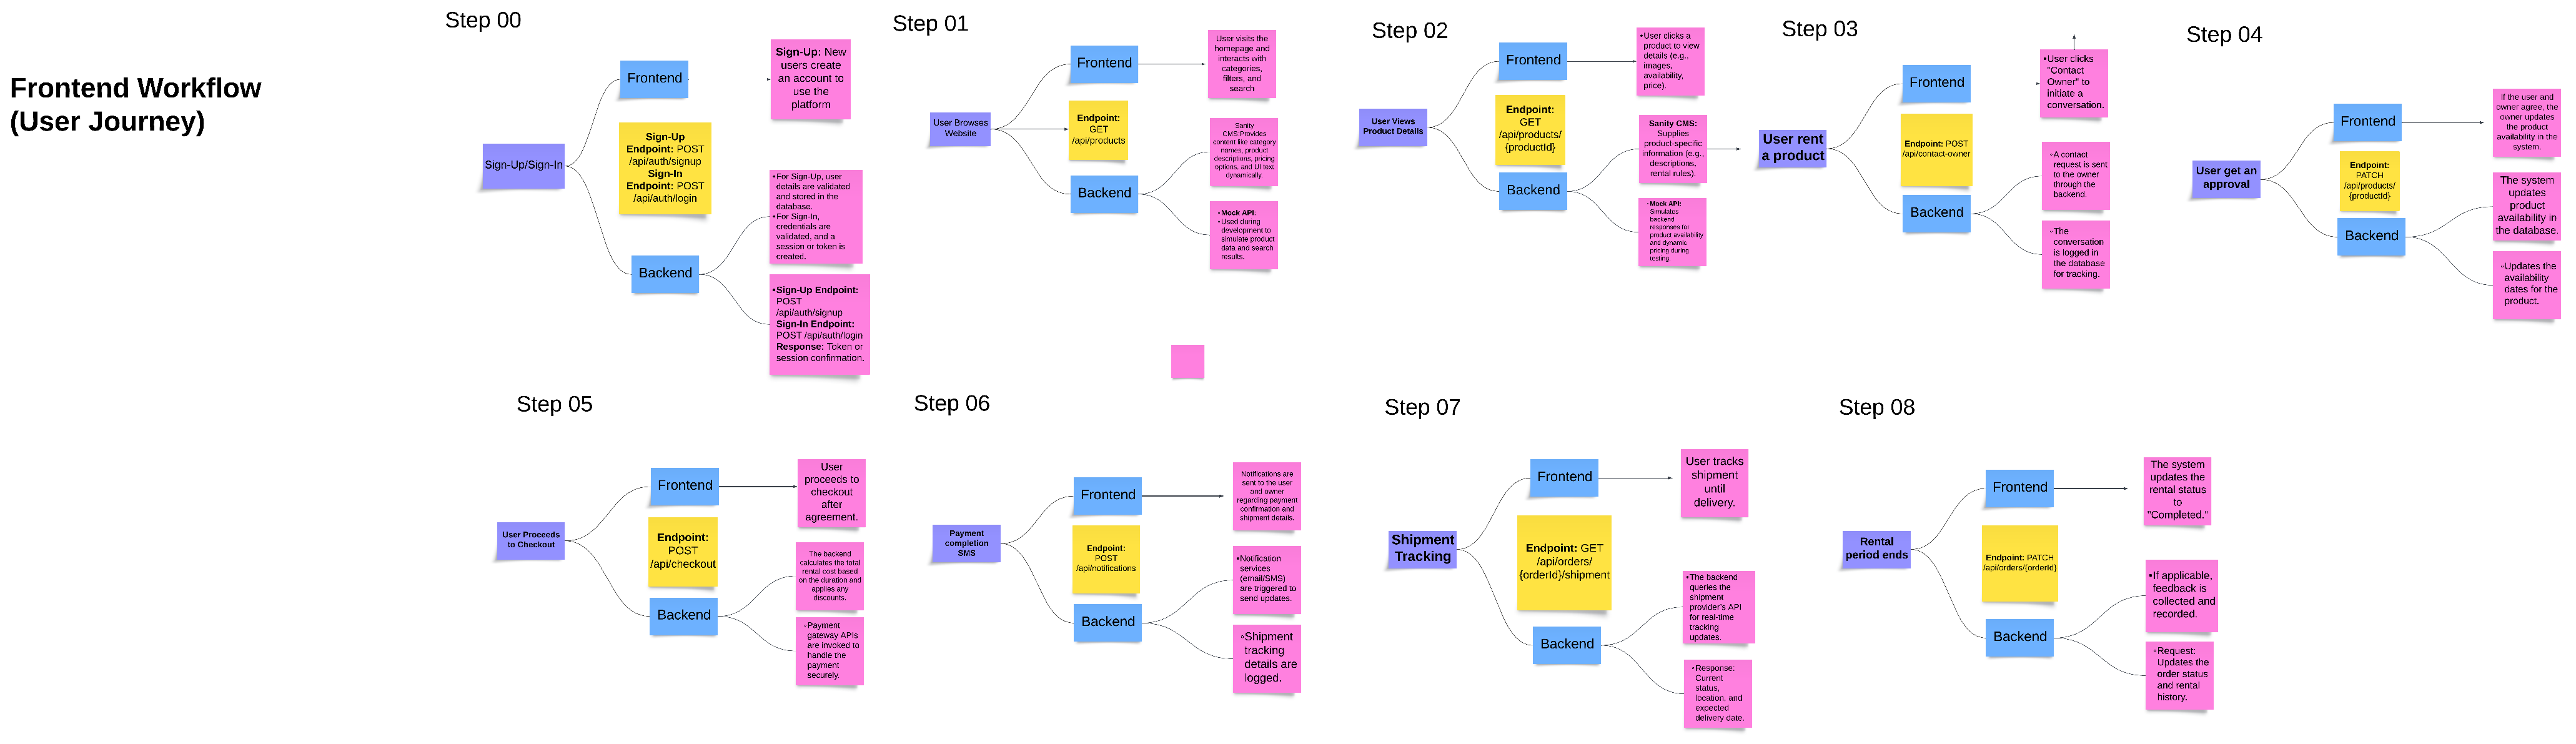 Frontend Workflow
(User Journey)
Step 00
Sign-Up/Sign-In
Frontend
Sign-Up: New
users create
an account to
use the
platform
Sign-Up
Endpoint: POST
/api/auth/signup
Sign-In
Endpoint: POST
/api/auth/login
Backend
•For Sign-Up, user
details are validated
and stored in the
database.
•For Sign-In,
credentials are
validated, and a
session or token is
created.
•Sign-Up Endpoint:
POST
/api/auth/signup
Sign-In Endpoint:
POST /api/auth/login
Response: Token or
session confirmation.
Step 01
User Browses
Website
Frontend
User visits the
homepage and
interacts with
categories,
filters, and
search
Endpoint:
GET
/api/products
Backend
Sanity
CMS:Provides
content like category
names, product
descriptions, pricing
options, and UI text
dynamically.
◦Mock API:
◦Used during
development to
simulate product
data and search
results.
Step 02
User Views
Product Details
Frontend
•User clicks a
product to view
details (e.g.,
images,
availability,
price).
Endpoint:
GET
/api/products/
{productId}
Backend
Sanity CMS:
Supplies
product-specific
information (e.g.,
descriptions,
rental rules).
◦Mock API:
Simulates
backend
responses for
product availability
and dynamic
pricing during
testing.
Step 03
User rent
a product
Frontend
•User clicks
"Contact
Owner" to
initiate a
conversation.
Endpoint: POST
/api/contact-owner
Backend
◦A contact
request is sent
to the owner
through the
backend.
◦The
conversation
is logged in
the database
for tracking.
Step 04
User get an
approval
Frontend
If the user and
owner agree, the
owner updates
the product
availability in the
system.
Endpoint:
PATCH
/api/products/
{productId}
Backend
The system
updates
product
availability in
the database.
◦Updates the
availability
dates for the
product.
Step 05
User Proceeds
to Checkout
Frontend
User
proceeds to
checkout
after
agreement.
Endpoint:
POST
/api/checkout
Backend
The backend
calculates the total
rental cost based
on the duration and
applies any
discounts.
◦Payment
gateway APIs
are invoked to
handle the
payment
securely.
Step 06
Payment
completion
SMS
Frontend
Notifications are
sent to the user
and owner
regarding payment
confirmation and
shipment details.
Endpoint:
POST
/api/notifications
Backend
•Notification
services
(email/SMS)
are triggered to
send updates.
◦Shipment
tracking
details are
logged.
Step 07
Shipment
Tracking
Frontend
User tracks
shipment
until
delivery.
Endpoint: GET
/api/orders/
{orderId}/shipment
Backend
•The backend
queries the
shipment
provider's API
for real-time
tracking
updates.
◦Response:
Current
status,
location, and
expected
delivery date.
Step 08
Rental
period ends
Frontend
The system
updates the
rental status
to
"Completed."
Endpoint: PATCH
/api/orders/{orderId}
Backend
•If applicable,
feedback is
collected and
recorded.
◦Request:
Updates the
order status
and rental
history.